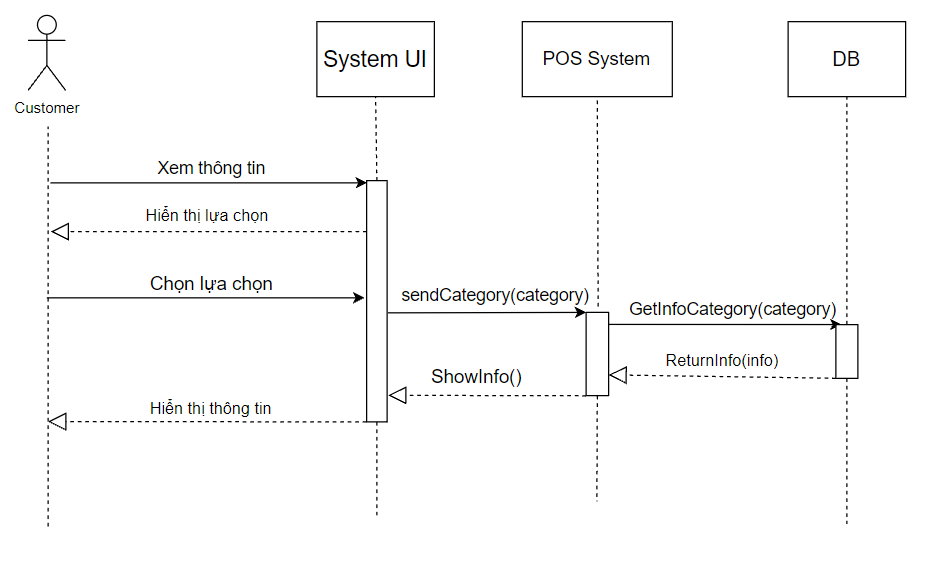 System UI
POS System
DB
Customer
Xem thông tin
Hiển thị lựa chọn
Chọn lựa chọn
sendCategory(category)
GetInfoCategory(category)
ReturnInfo(info)
ShowInfo()
Hiển thị thông tin